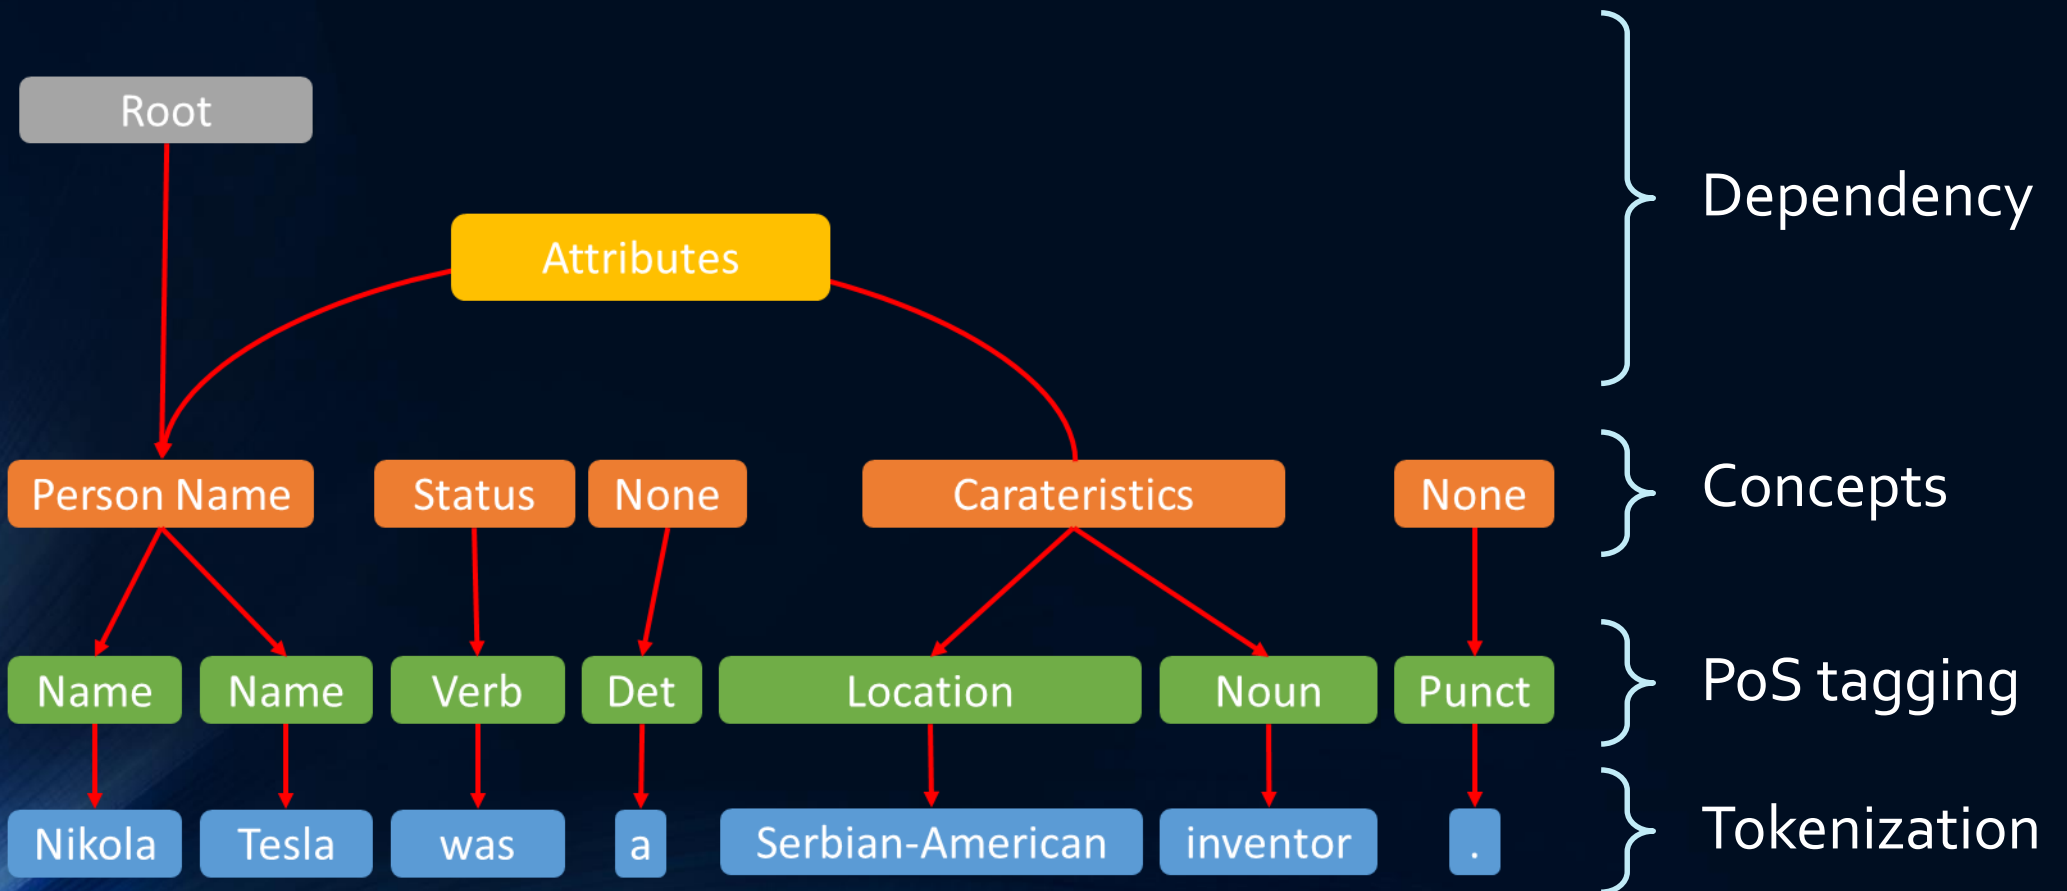 Root
Attributes
Dependency
Person Name Status None Carateristics None
Concepts
Name Name Verb Det Location Noun Punct
PoS tagging
Nikola Tesla was a Serbian-American inventor .
Tokenization